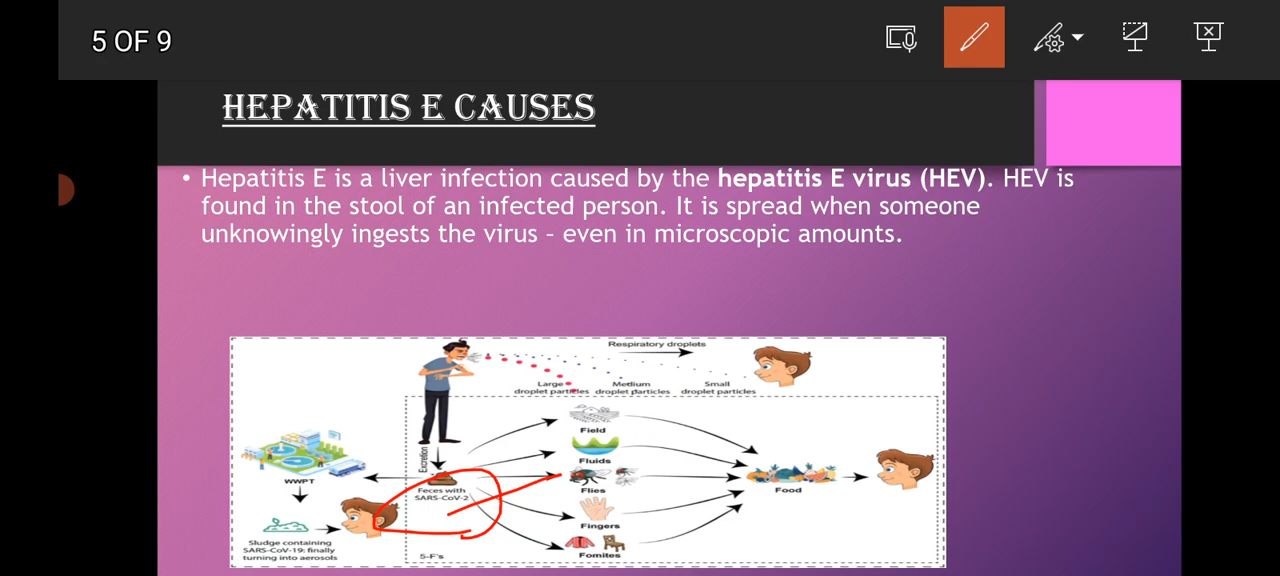 5 OF 9
HEPATITIS E CAUSES
• Hepatitis E is a liver infection caused by the hepatitis E virus (HEV). HEV is
found in the stool of an infected person. It is spread when someone
unknowingly ingests the virus – even in microscopic amounts.
Respiratory droplets
Large
droplet particles
Medium
droplet particles
Small
droplet particles
Excretion
Field
Fluids
WWPT
Feces with
SARS-CoV-2
Flies
Food
Fingers
Sludge containing
SARS-CoV-19: finally
turning into aerosols
5-F's
Fomites